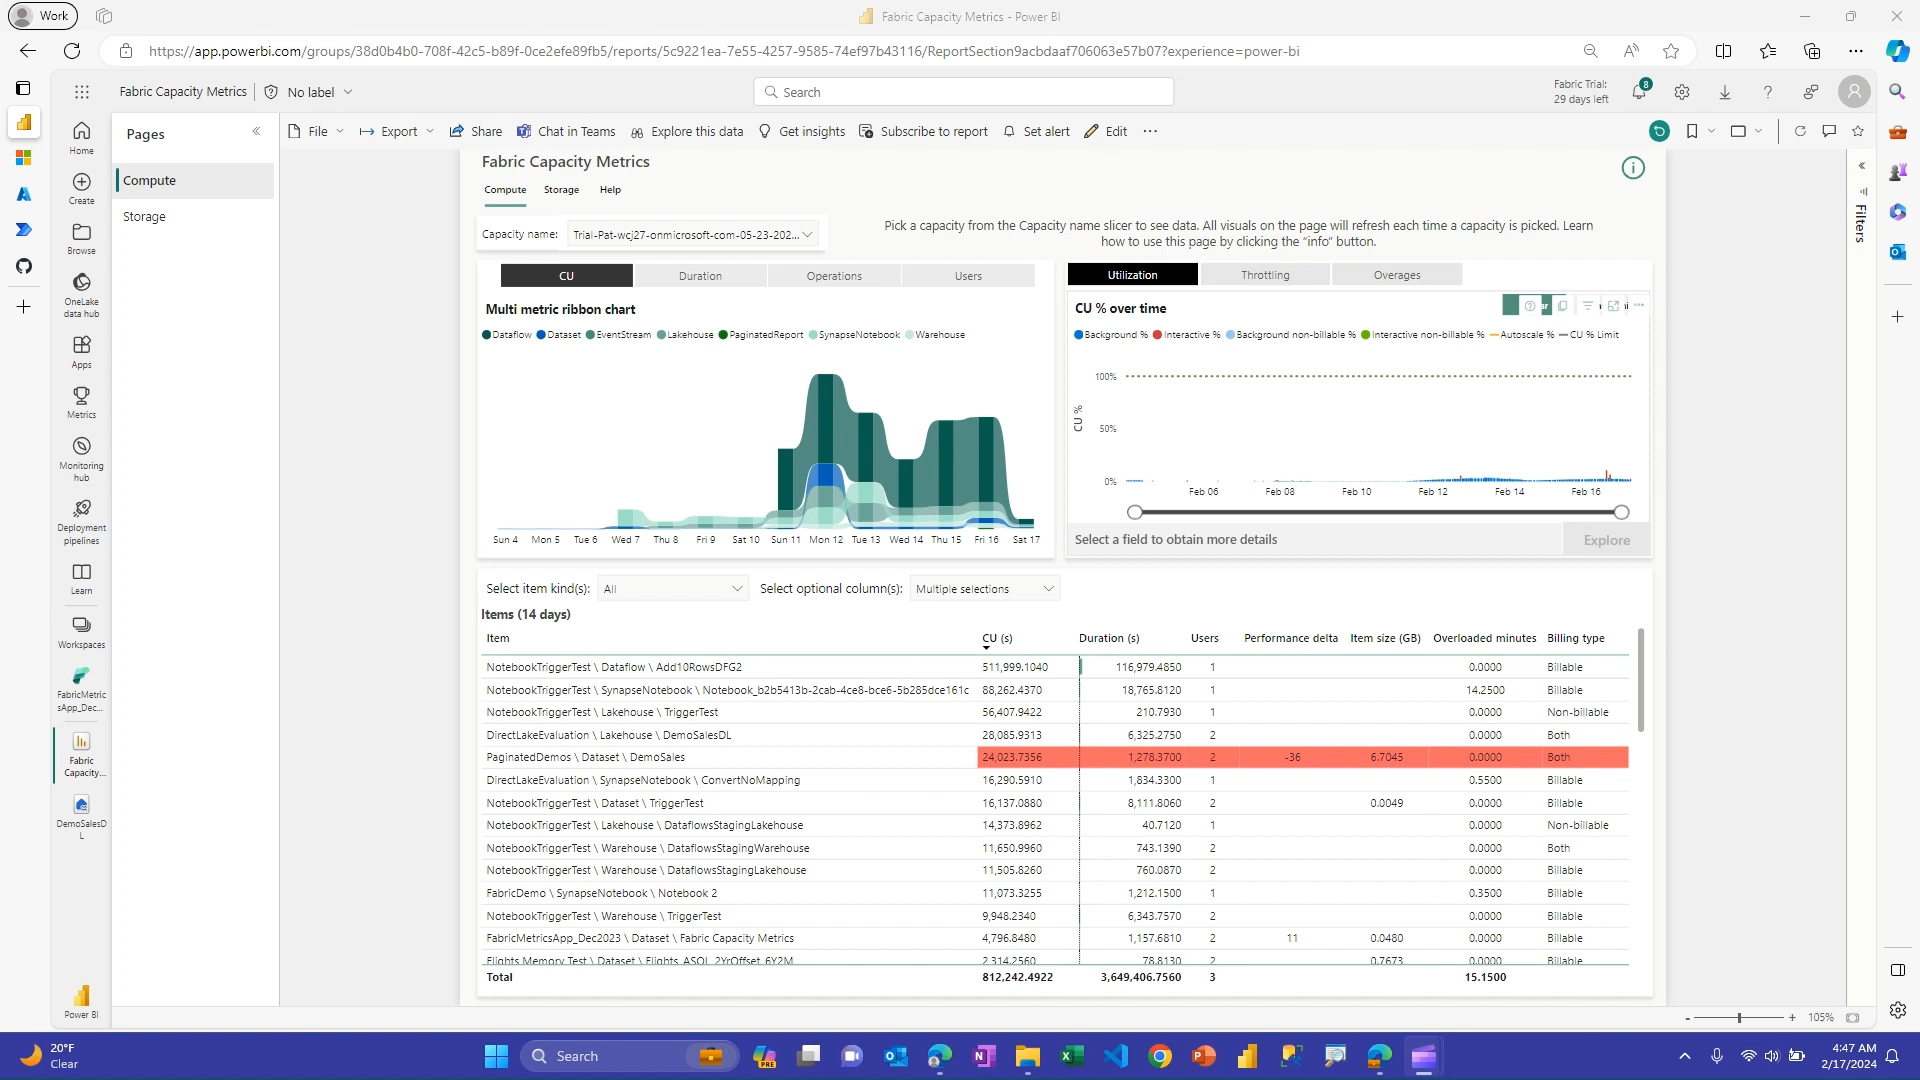 Work
Fabric Capacity Metrics - Power BI
https://app.powerbi.com/groups/38d0b4b0-708f-42c5-b89f-0ce2efe89fb5/reports/5c9221ea-7e55-4257-9585-74ef97b43116/ReportSection9acbdaaf706063e57b07?experience=power-bi
Fabric Capacity Metrics
No label
Search
Fabric Trial:
29 days left
8
Home
Create
Browse
OneLake
data hub
Apps
Metrics
Monitoring
hub
Deployment
pipelines
Learn
Workspaces
FabricMetric
sApp_Dec...
Fabric
Capacity...
DemoSalesD
L
Power BI
Pages
Compute
Storage
File
Export
Share
Chat in Teams
Explore this data
Get insights
Subscribe to report
Set alert
Edit
Filters
Fabric Capacity Metrics
Compute
Storage
Help
Capacity name:
Trial-Pat-wcj27-onmicrosoft-com-05-23-202...
Pick a capacity from the Capacity name slicer to see data. All visuals on the page will refresh each time a capacity is picked. Learn
how to use this page by clicking the "info" button.
CU
Duration
Operations
Users
Multi metric ribbon chart
Dataflow
Dataset
EventStream
Lakehouse
PaginatedReport
SynapseNotebook
Warehouse
Sun 4
Mon 5
Tue 6
Wed 7
Thu 8
Fri 9
Sat 10
Sun 11
Mon 12
Tue 13
Wed 14
Thu 15
Fri 16
Sat 17
Utilization
Throttling
Overages
CU % over time
Background %
Interactive %
Background non-billable %
Interactive non-billable %
Autoscale %
CU % Limit
CU %
100%
50%
0%
Feb 06
Feb 08
Feb 10
Feb 12
Feb 14
Feb 16
Select a field to obtain more details
Explore
Select item kind(s):
All
Select optional column(s):
Multiple selections
Items (14 days)
Item CU (s) Duration (s) Users Performance delta Item size (GB) Overloaded minutes Billing type
NotebookTriggerTest \ Dataflow \ Add10RowsDFG2 511,999.1040 116,979.4850 1 0.0000 Billable
NotebookTriggerTest \ SynapseNotebook \ Notebook_b2b5413b-2cab-4ce8-bce6-5b285dce161c 88,262.4370 18,765.8120 1 14.2500 Billable
NotebookTriggerTest \ Lakehouse \ TriggerTest 56,407.9422 210.7930 1 0.0000 Non-billable
DirectLakeEvaluation \ Lakehouse \ DemoSalesDL 28,085.9313 6,325.2750 2 0.0000 Both
PaginatedDemos \ Dataset \ DemoSales 24,023.7356 1,278.3700 2 -36 6.7045 0.0000 Both
DirectLakeEvaluation \ SynapseNotebook \ ConvertNoMapping 16,290.5910 1,834.3300 1 0.5500 Billable
NotebookTriggerTest \ Dataset \ TriggerTest 16,137.0880 8,111.8060 2 0.0049 0.0000 Billable
NotebookTriggerTest \ Lakehouse \ DataflowsStagingLakehouse 14,373.8962 40.7120 1 0.0000 Non-billable
NotebookTriggerTest \ Warehouse \ DataflowsStagingWarehouse 11,650.9960 743.1390 2 0.0000 Both
NotebookTriggerTest \ Warehouse \ DataflowsStagingLakehouse 11,505.8260 760.0870 2 0.0000 Billable
FabricDemo \ SynapseNotebook \ Notebook 2 11,073.3255 1,212.1500 1 0.3500 Billable
NotebookTriggerTest \ Warehouse \ TriggerTest 9,948.2340 6,343.7570 2 0.0000 Billable
FabricMetricsApp_Dec2023 \ Dataset \ Fabric Capacity Metrics 4,796.8480 1,157.6810 2 11 0.0480 0.0000 Billable
Flights Memory Test \ Dataset \ Flights_ASOL_2YrOffset_6Y2M 2,314.2560 78.8130 2 0.7673 0.0000 Billable
Total 812,242.4922 3,649,406.7560 3 15.1500
- + 105%
20°F
Clear
Search
PRE
4:47 AM
2/17/2024